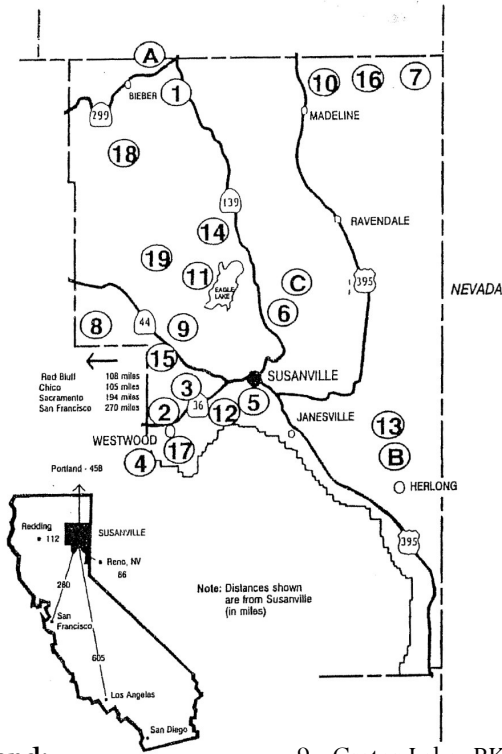 A
10
16
7
BIEBER
1
MADELINE
299
18
139
RAVENDALE
14
19
11
EAGLE
LAKE
C
395
NEVADA
6
8
44
9
15
Red Bluff 108 miles
Chico 105 miles
Sacramento 194 miles
San Francisco 270 miles
SUSANVILLE
3
36
5
2
12
JANESVILLE
13
WESTWOOD
17
B
4
HERLONG
Portland - 458
395
Redding
112
SUSANVILLE
Reno, NV
86
280
Note: Distances shown
are from Susanville
(in miles)
San
Francisco
605
Los Angelas
San Diego